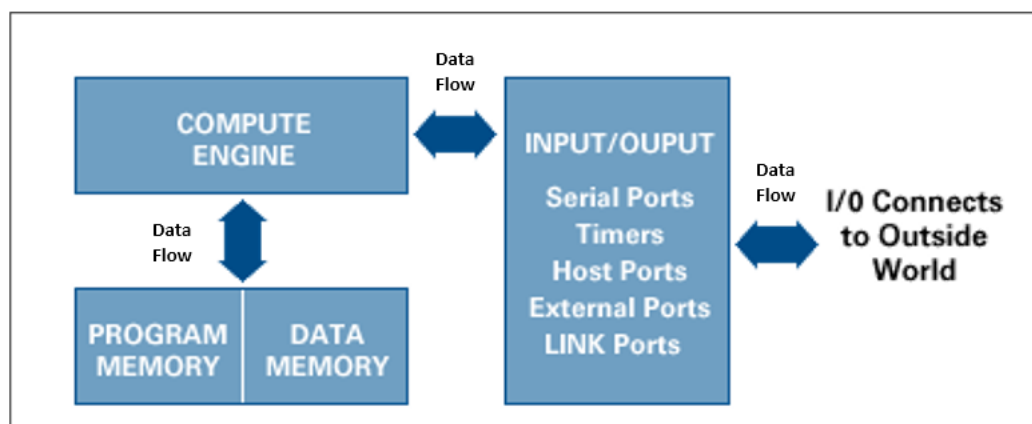 Data
Flow
COMPUTE
ENGINE
Data
Flow
PROGRAM
MEMORY
DATA
MEMORY
INPUT/OUPUT
Serial Ports
Timers
Host Ports
External Ports
LINK Ports
Data
Flow
I/0 Connects
to Outside
World